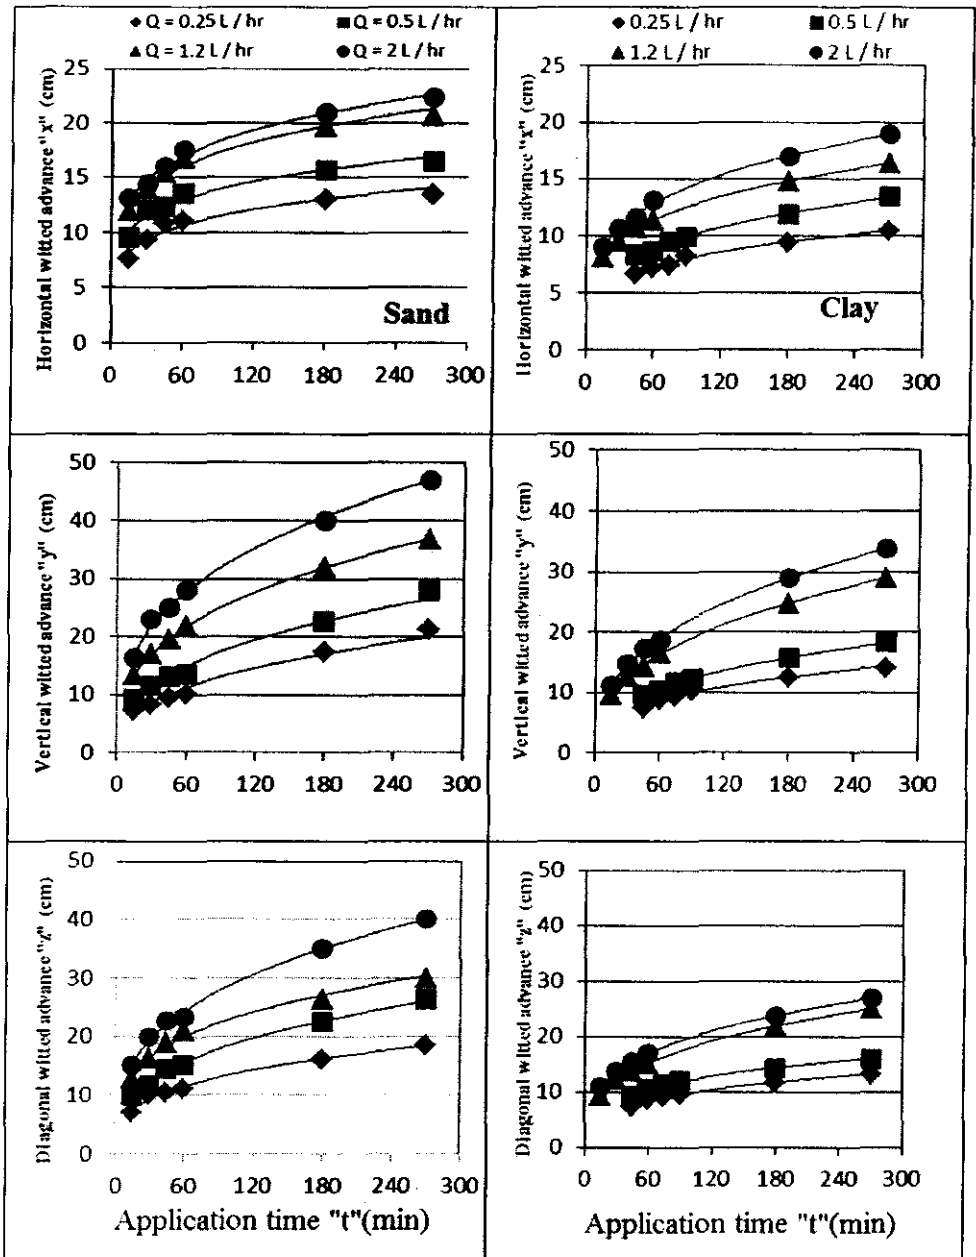 Q = 0.25 L / hr Q = 0.5 L / hr
Q = 1.2 L / hr Q = 2 L / hr
Horizontal witted advance "x" (cm)
25
20
15
10
5
0
Sand
0 60 120 180 240 300
0.25 L / hr 0.5 L / hr
1.2 L / hr 2 L / hr
Horizontal witted advance "x" (cm)
25
20
15
10
5
0
Clay
0 60 120 180 240 300
Vertical witted advance "y" (cm)
50
40
30
20
10
0
0 60 120 180 240 300
Vertical witted advance "y" (cm)
50
40
30
20
10
0
0 60 120 180 240 300
Diagonal witted advance "z" (cm)
50
40
30
20
10
0
0 60 120 180 240 300
Application time "t"(min)
Diagonal witted advance "z" (cm)
50
40
30
20
10
0
0 60 120 180 240 300
Application time "t"(min)